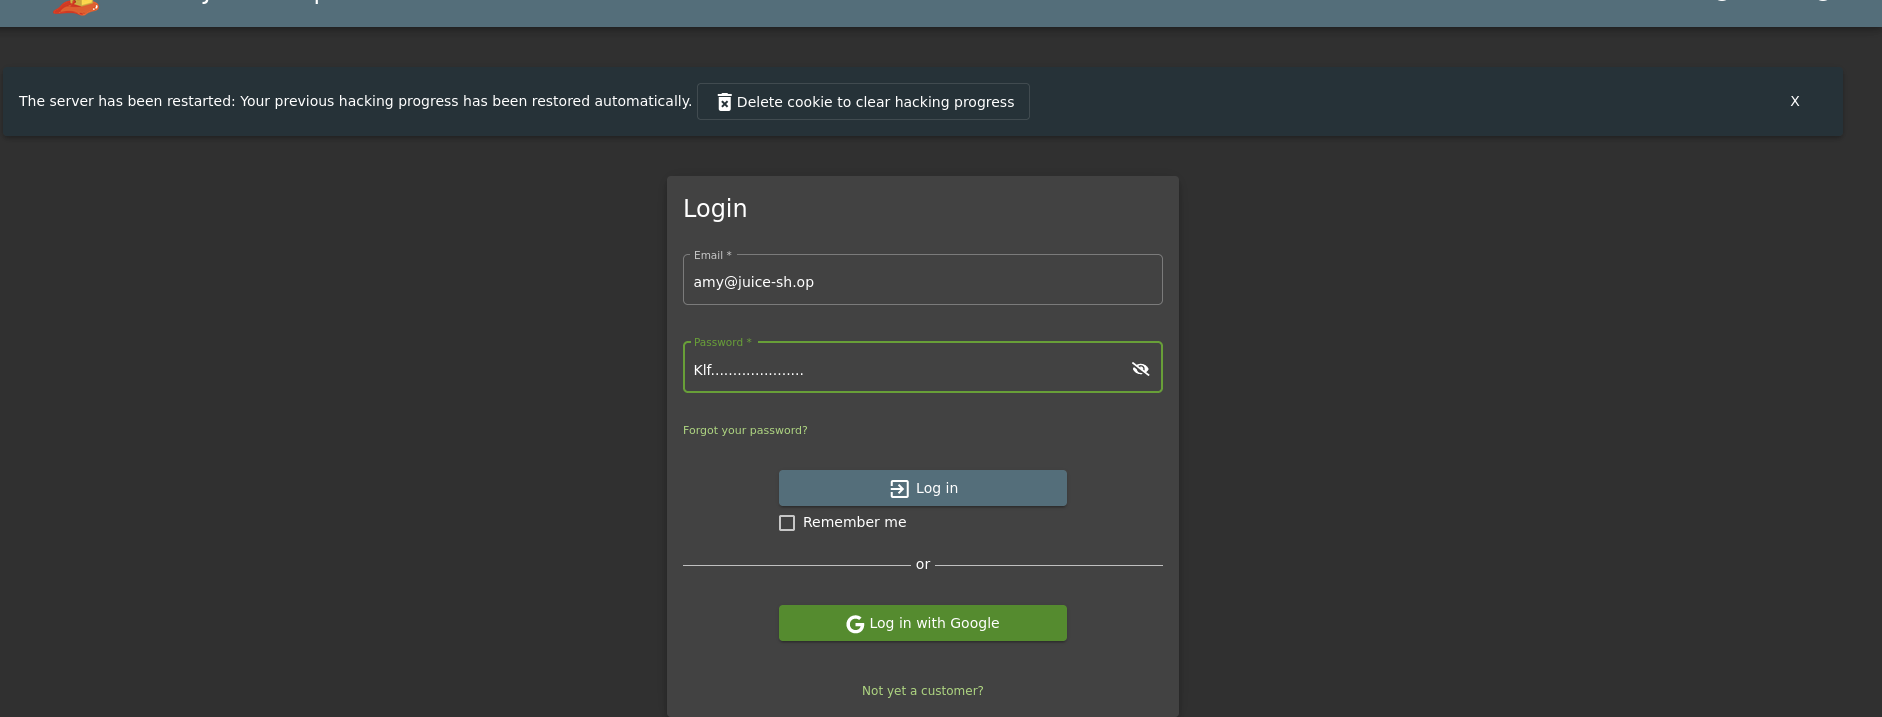 The server has been restarted: Your previous hacking progress has been restored automatically. Delete cookie to clear hacking progress X
Login
Email *
amy@juice-sh.op
Password *
Klf.....................
Forgot your password?
Log in
Remember me
or
Log in with Google
Not yet a customer?